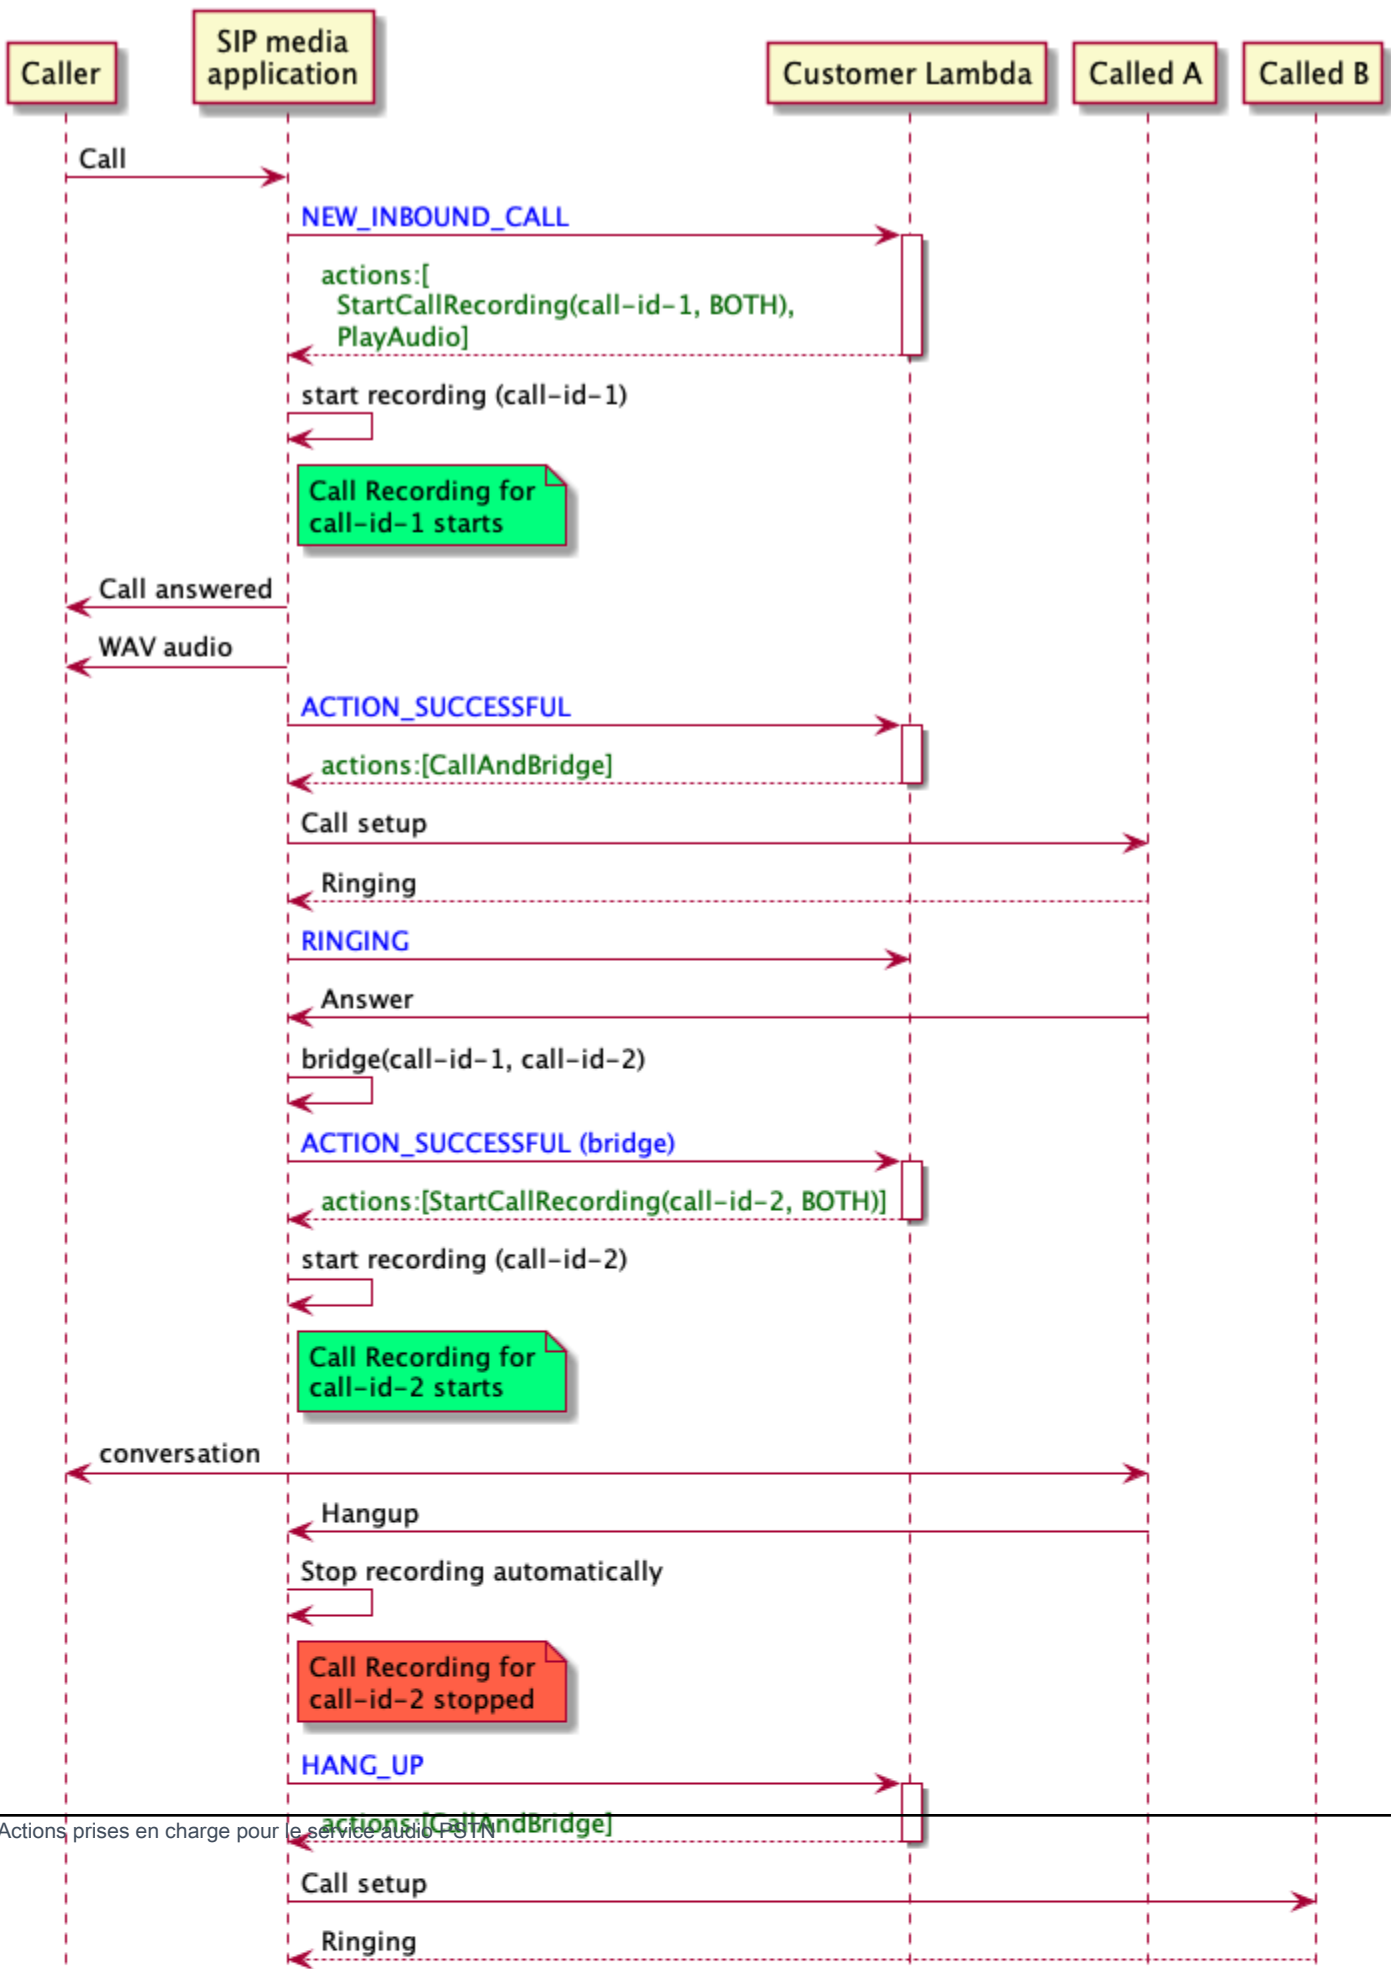 Caller
SIP media
application
Customer Lambda
Called A
Called B
Call
NEW_INBOUND_CALL
actions:[
StartCallRecording(call-id-1, BOTH),
PlayAudio]
start recording (call-id-1)
Call Recording for
call-id-1 starts
Call answered
WAV audio
ACTION_SUCCESSFUL
actions:[CallAndBridge]
Call setup
Ringing
RINGING
Answer
bridge(call-id-1, call-id-2)
ACTION_SUCCESSFUL (bridge)
actions:[StartCallRecording(call-id-2, BOTH)]
start recording (call-id-2)
Call Recording for
call-id-2 starts
conversation
Hangup
Stop recording automatically
Call Recording for
call-id-2 stopped
HANG_UP
actions:[CallAndBridge]
Actions prises en charge pour le service audio PSTN
Call setup
Ringing